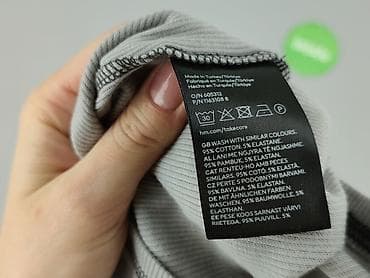 Made in Turkey/Türkiye
Fabriqué en Turquie/Türkiye
Hecho en Turquía/Türkiye
O/N 605312
P/N 1163108 8
30
P
hm.com/takecare
GB WASH WITH SIMILAR COLOURS.
95% COTTON. 5% ELASTANE
AL LANI ME NGJYRA TË NGJASHME.
95% PAMBUK. 5% ELASTAN
CAT RENTEU-HO AMB PECES
SIMILARS. 95% COTÓ. 5% ELASTÀ
CZ PERTE S PODOBNÝMI BARVAMI.
95% BAVLNA. 5% ELASTAN
DE MIT ÄHNLICHEN FARBEN
WASCHEN. 95% BAUMWOLLE. 5%
ELASTHAN
EE PESE KOOS SARNAST VÄRVI
RIIETEGA. 95% PUUVILL. 5%